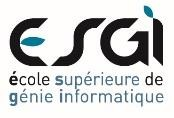 ESGI
école supérieure de
génie informatique